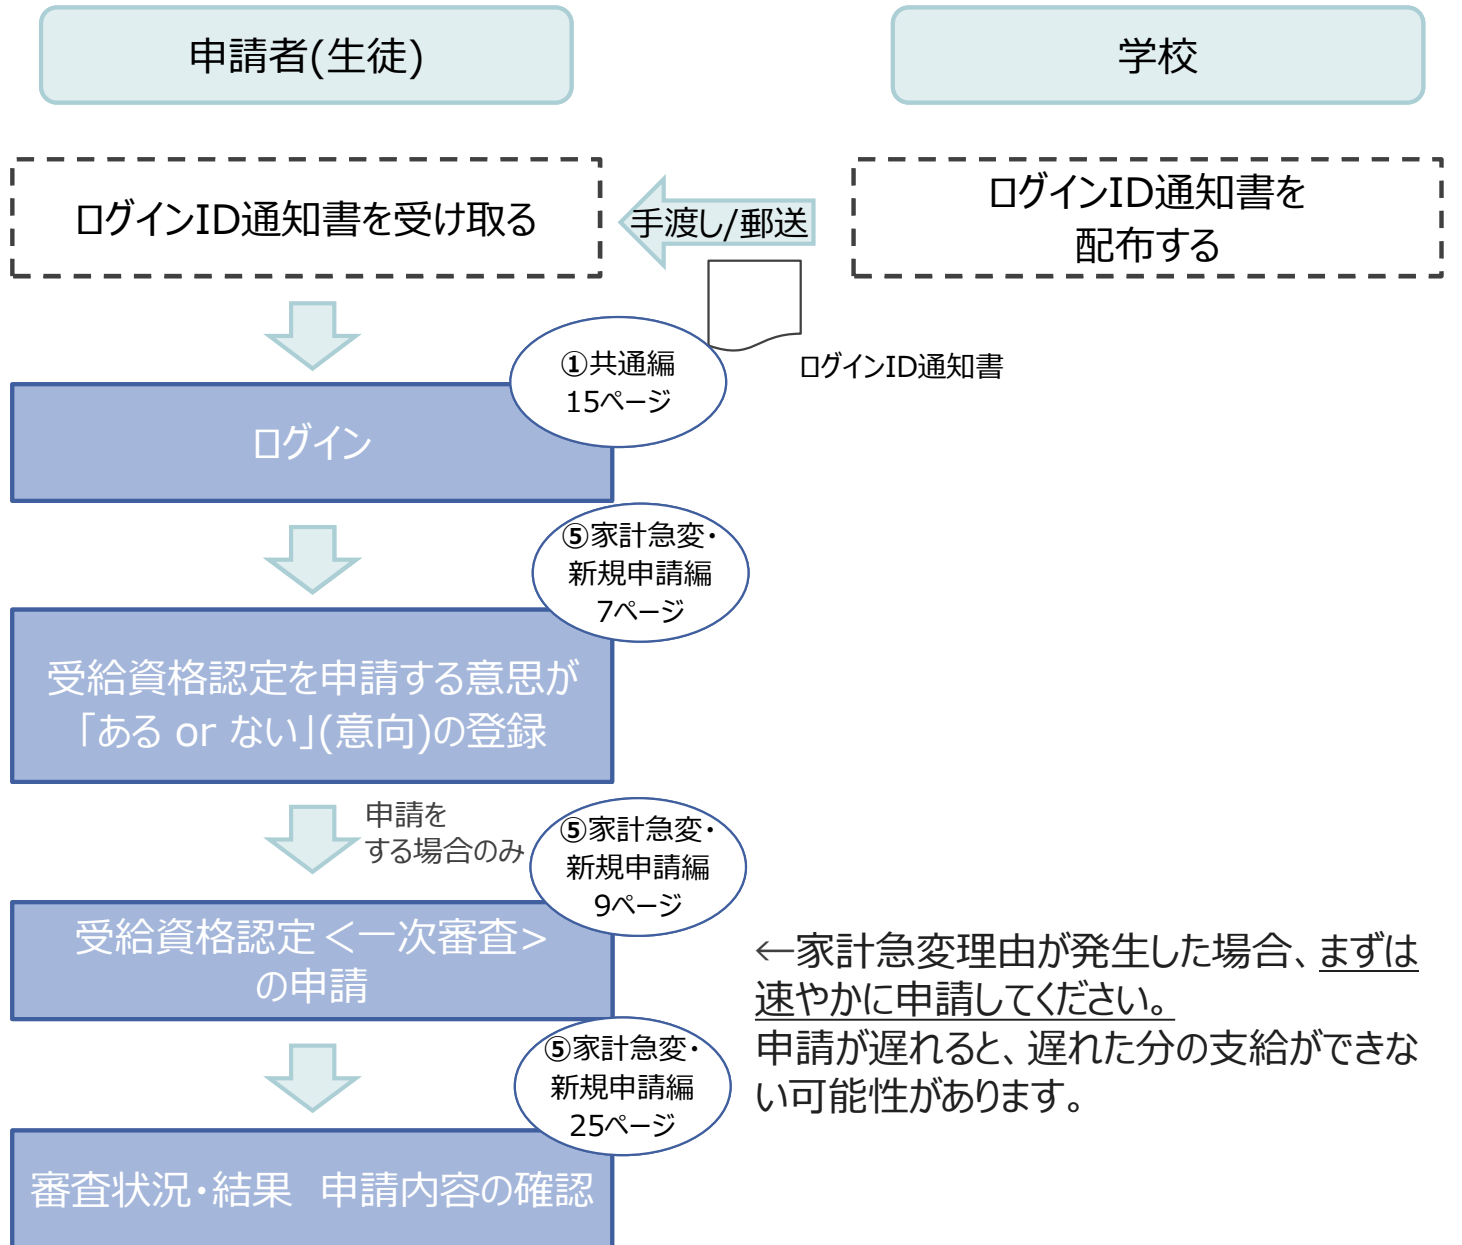 申請者(生徒)
学校
ログインID通知書を受け取る
手渡し/郵送
ログインID通知書を
配布する
ログインID通知書
①共通編
15ページ
ログイン
⑤家計急変・
新規申請編
7ページ
受給資格認定を申請する意思が
「ある or ない」(意向)の登録
申請を
する場合のみ
⑤家計急変・
新規申請編
9ページ
受給資格認定<一次審査>
の申請
←家計急変理由が発生した場合、まずは
速やかに申請してください。
申請が遅れると、遅れた分の支給ができな
い可能性があります。
⑤家計急変・
新規申請編
25ページ
審査状況・結果　申請内容の確認